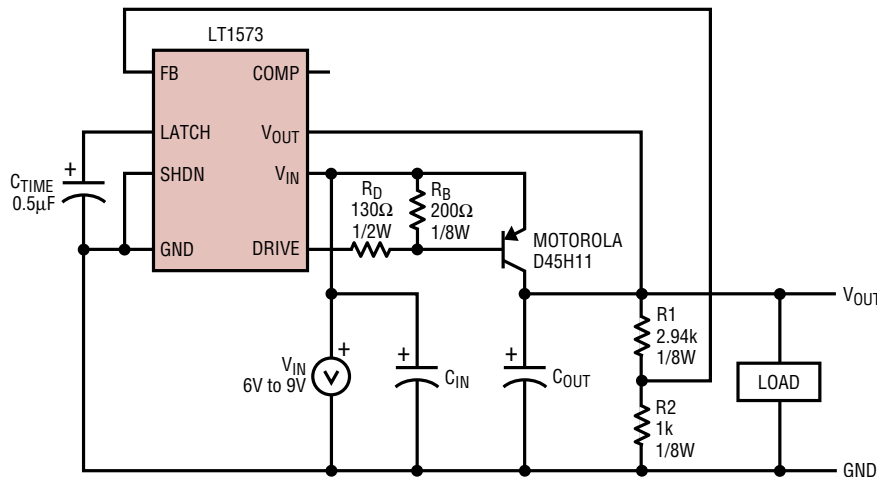 LT1573
FB
COMP
LATCH
VOUT
SHDN
VIN
GND
DRIVE
+
CTIME
0.5µF
RD
130Ω
1/2W
RB
200Ω
1/8W
MOTOROLA
D45H11
VOUT
R1
2.94k
1/8W
+
V
VIN
6V to 9V
+
CIN
+
COUT
LOAD
R2
1k
1/8W
GND